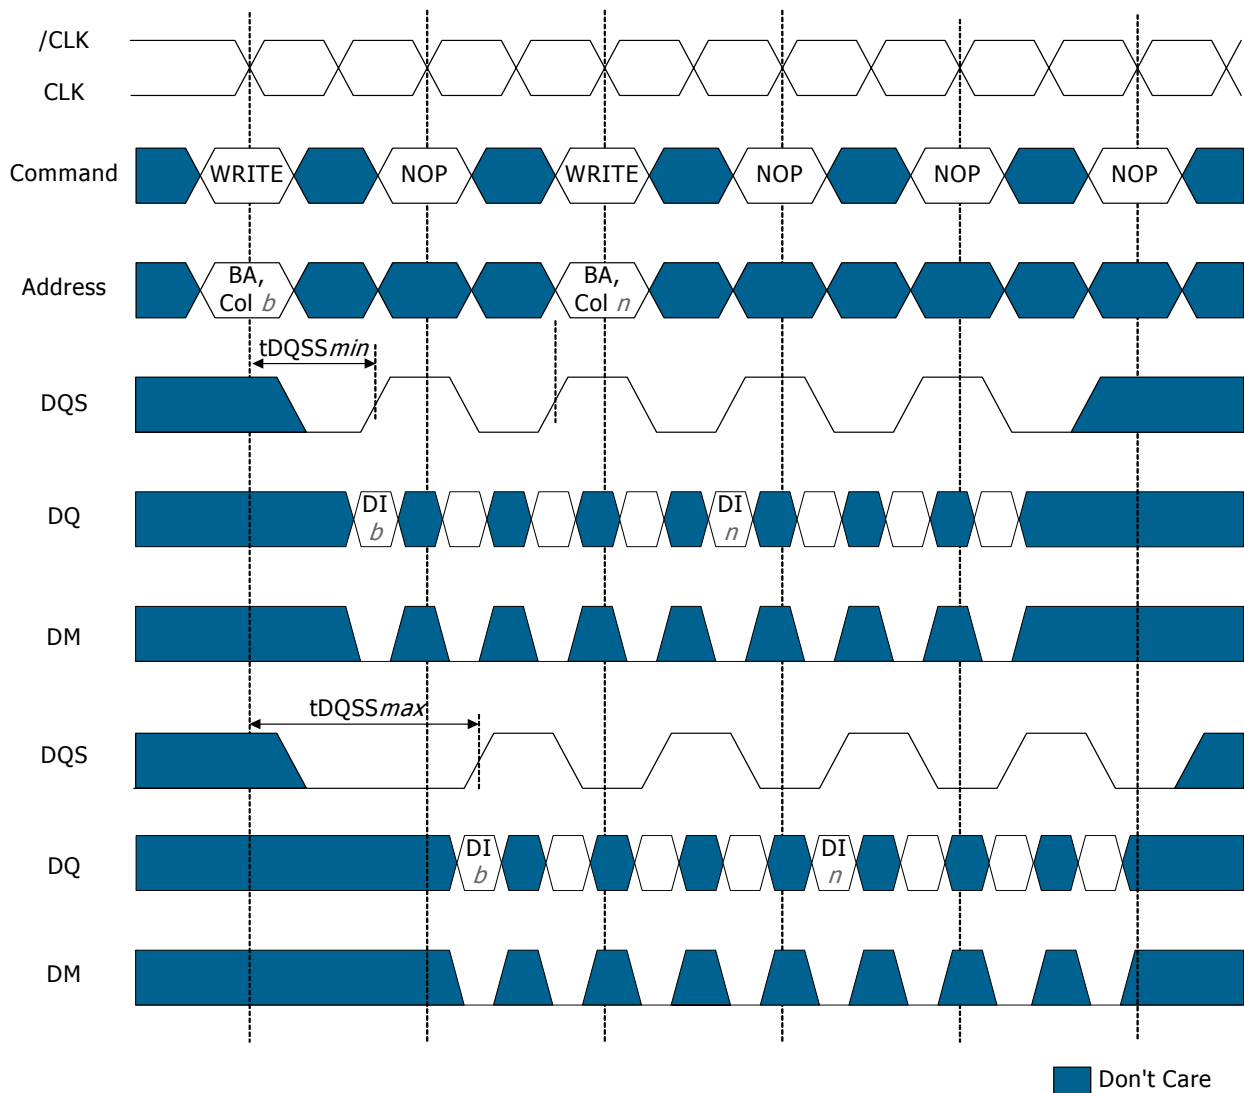 /CLK
CLK
Command
WRITE NOP WRITE NOP NOP NOP
Address
BA, BA,
Col b Col n
tDQSSmin
DQS
DQ
DI DI
b n
DM
tDQSSmax
DQS
DQ
DI DI
b n
DM
Don't Care